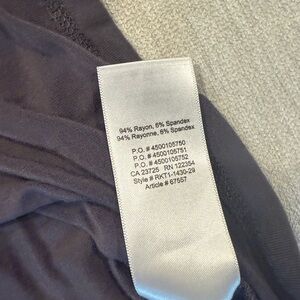 94% Rayon, 6% Spandex
94% Rayonne, 6% Spandex
P.O. # 4500105750
P.O. # 4500105751
P.O. # 4500105752
CA 23725 RN 122354
Style # RKT1-1430-29
Article # 67557